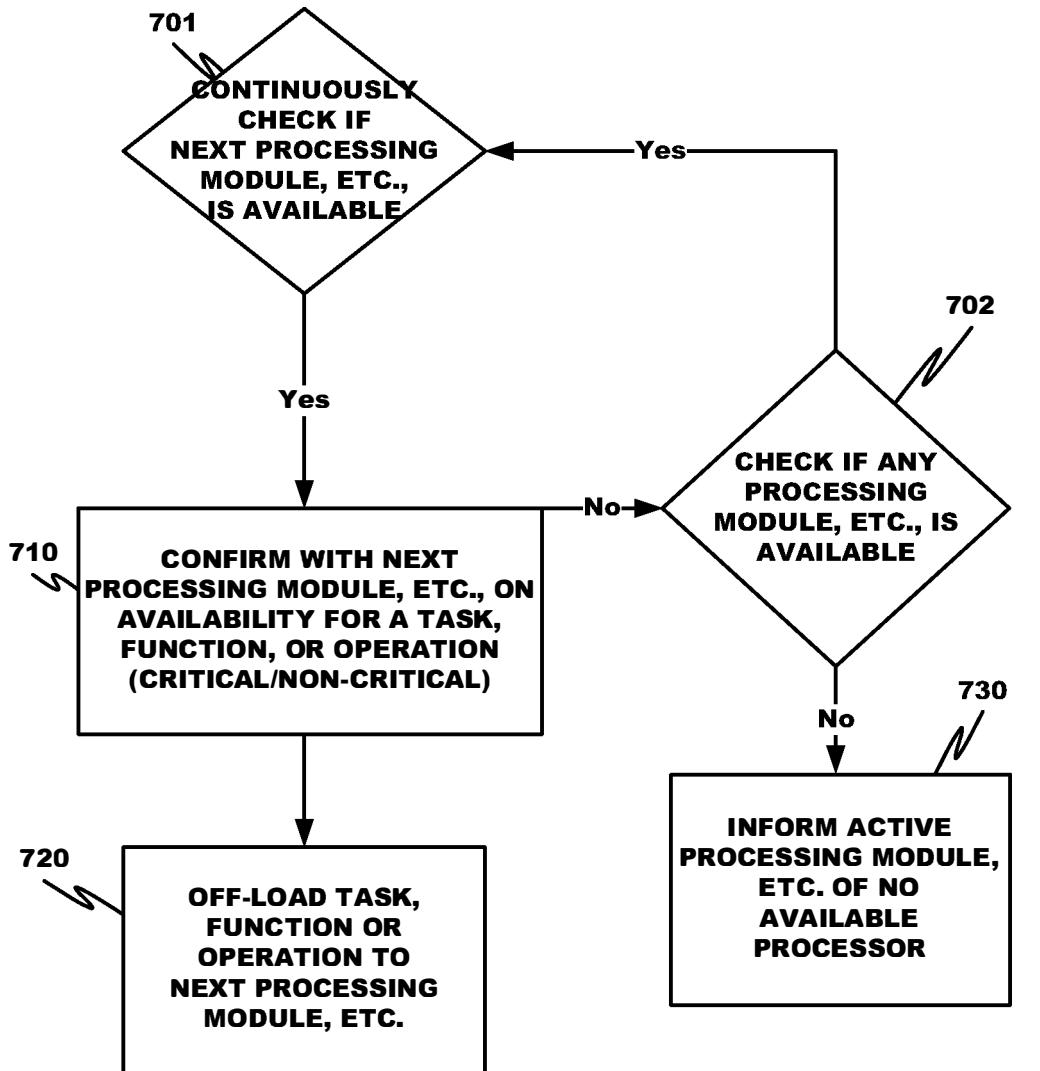 701
CONTINUOUSLY
CHECK IF
NEXT PROCESSING
MODULE, ETC.,
IS AVAILABLE
Yes
702
Yes
CHECK IF ANY
PROCESSING
MODULE, ETC., IS
AVAILABLE
No
710
CONFIRM WITH NEXT
PROCESSING MODULE, ETC., ON
AVAILABILITY FOR A TASK,
FUNCTION, OR OPERATION
(CRITICAL/NON-CRITICAL)
No
730
INFORM ACTIVE
PROCESSING MODULE,
ETC. OF NO
AVAILABLE
PROCESSOR
720
OFF-LOAD TASK,
FUNCTION OR
OPERATION TO
NEXT PROCESSING
MODULE, ETC.